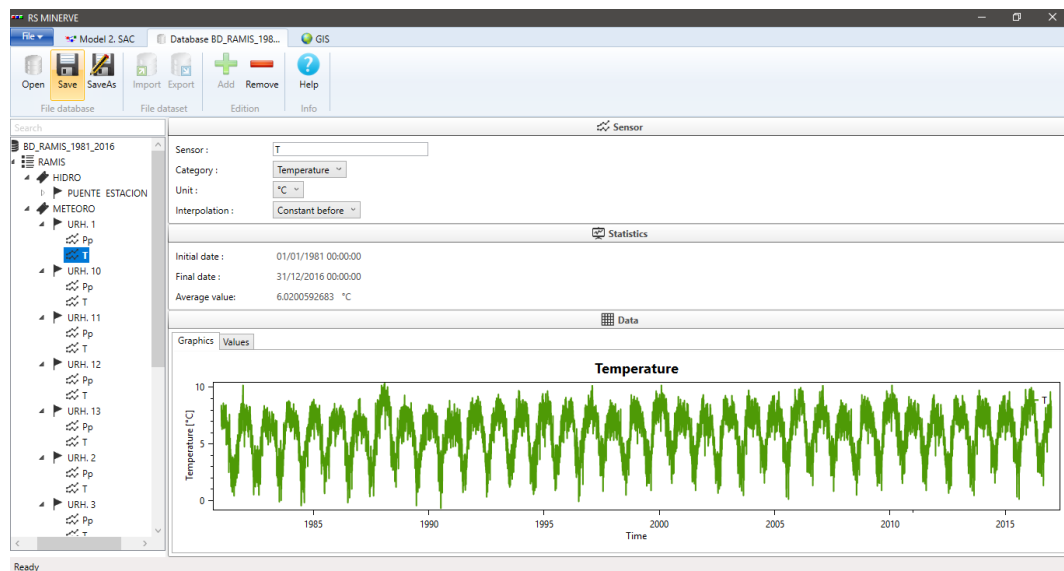 RS MINERVE
File Model 2. SAC Database BD_RAMIS_198... GIS
Open Save SaveAs Import Export Add Remove Help
File database File dataset Edition Info
Search
BD_RAMIS_1981_2016
RAMIS
HIDRO
PUENTE ESTACION
METEORO
URH. 1
Pp
T
URH. 10
Pp
T
URH. 11
Pp
T
URH. 12
Pp
T
URH. 13
Pp
T
URH. 2
Pp
T
URH. 3
Pp
T
Sensor
Sensor : T
Category : Temperature
Unit : °C
Interpolation : Constant before
Statistics
Initial date : 01/01/1981 00:00:00
Final date : 31/12/2016 00:00:00
Average value: 6.0200592683 °C
Data
Graphics Values
Temperature
Temperature [°C]
10
5
0
T
1985 1990 1995 2000 2005 2010 2015
Time
Ready